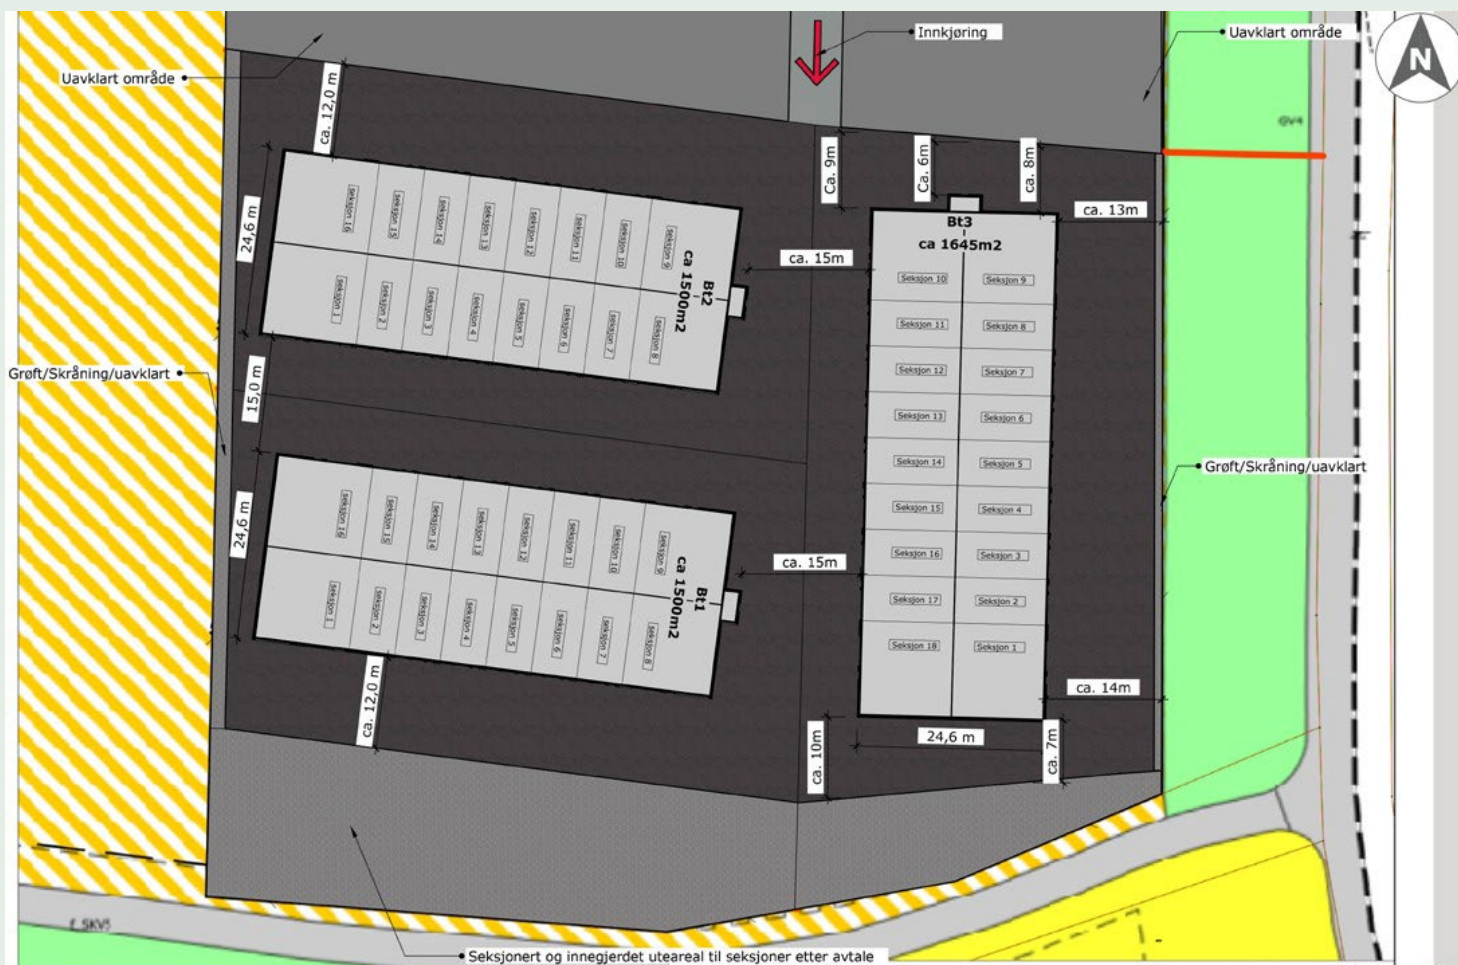 Innkjøring
Uavklart område
Uavklart område
N
GV4
ca. 12,0 m
Ca. 9m
Ca. 6m
ca. 8m
ca. 13m
24,6 m
seksjon 16
seksjon 15
seksjon 14
seksjon 13
seksjon 12
seksjon 11
seksjon 10
seksjon 9
Bt2
ca 1500m2
seksjon 1
seksjon 2
seksjon 3
seksjon 4
seksjon 5
seksjon 6
seksjon 7
seksjon 8
ca. 15m
Bt3
ca 1645m2
Seksjon 10
Seksjon 9
Seksjon 11
Seksjon 8
Seksjon 12
Seksjon 7
Seksjon 13
Seksjon 6
Seksjon 14
Seksjon 5
Seksjon 15
Seksjon 4
Seksjon 16
Seksjon 3
Seksjon 17
Seksjon 2
Seksjon 18
Seksjon 1
Grøft/Skråning/uavklart
15,0 m
Grøft/Skråning/uavklart
24,6 m
seksjon 16
seksjon 15
seksjon 14
seksjon 13
seksjon 12
seksjon 11
seksjon 10
seksjon 9
Bt1
ca 1500m2
Seksjon 1
seksjon 2
seksjon 3
seksjon 4
seksjon 5
seksjon 6
seksjon 7
seksjon 8
ca. 15m
ca. 12,0 m
ca. 14m
24,6 m
ca. 10m
ca. 7m
f_SKV5
Seksjonert og innegjerdet uteareal til seksjoner etter avtale